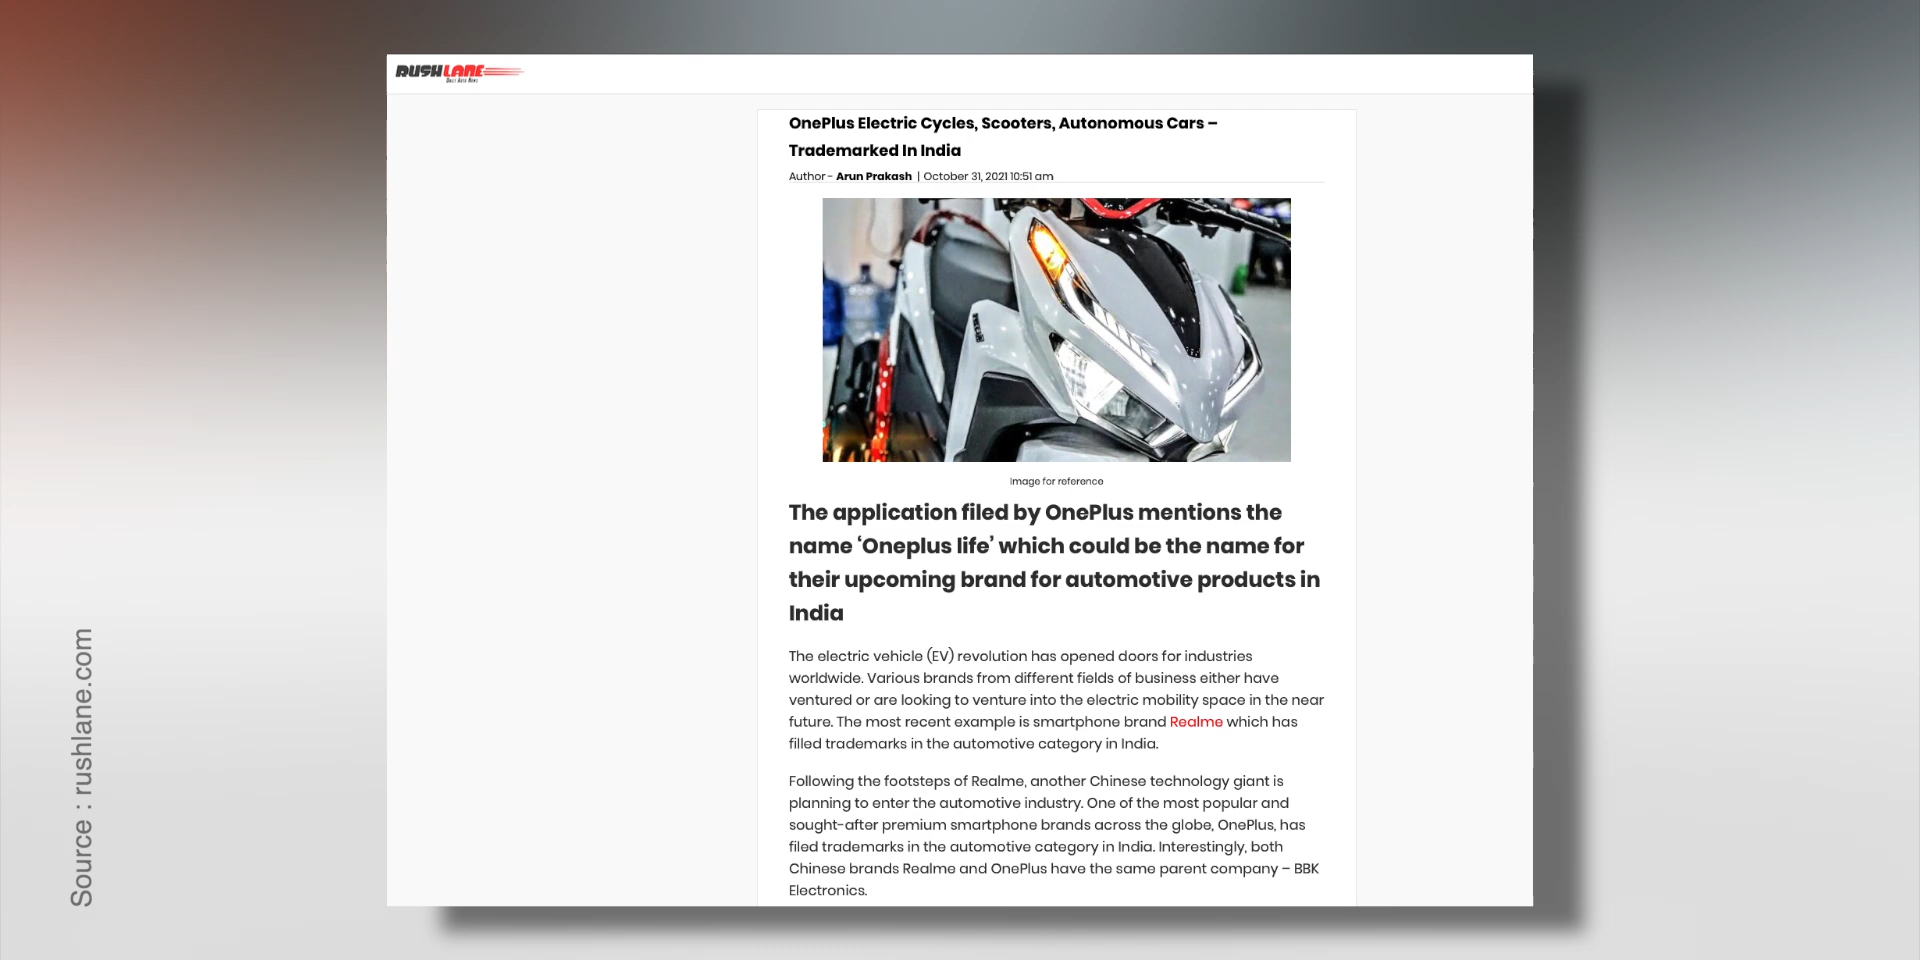 RUSHLANE
DAILY AUTO NEWS
OnePlus Electric Cycles, Scooters, Autonomous Cars –
Trademarked In India
Author - Arun Prakash | October 31, 2021 10:51 am
Image for reference
The application filed by OnePlus mentions the
name ‘Oneplus life’ which could be the name for
their upcoming brand for automotive products in
India
The electric vehicle (EV) revolution has opened doors for industries
worldwide. Various brands from different fields of business either have
ventured or are looking to venture into the electric mobility space in the near
future. The most recent example is smartphone brand Realme which has
filled trademarks in the automotive category in India.
Following the footsteps of Realme, another Chinese technology giant is
planning to enter the automotive industry. One of the most popular and
sought-after premium smartphone brands across the globe, OnePlus, has
filed trademarks in the automotive category in India. Interestingly, both
Chinese brands Realme and OnePlus have the same parent company – BBK
Electronics.
Source : rushlane.com